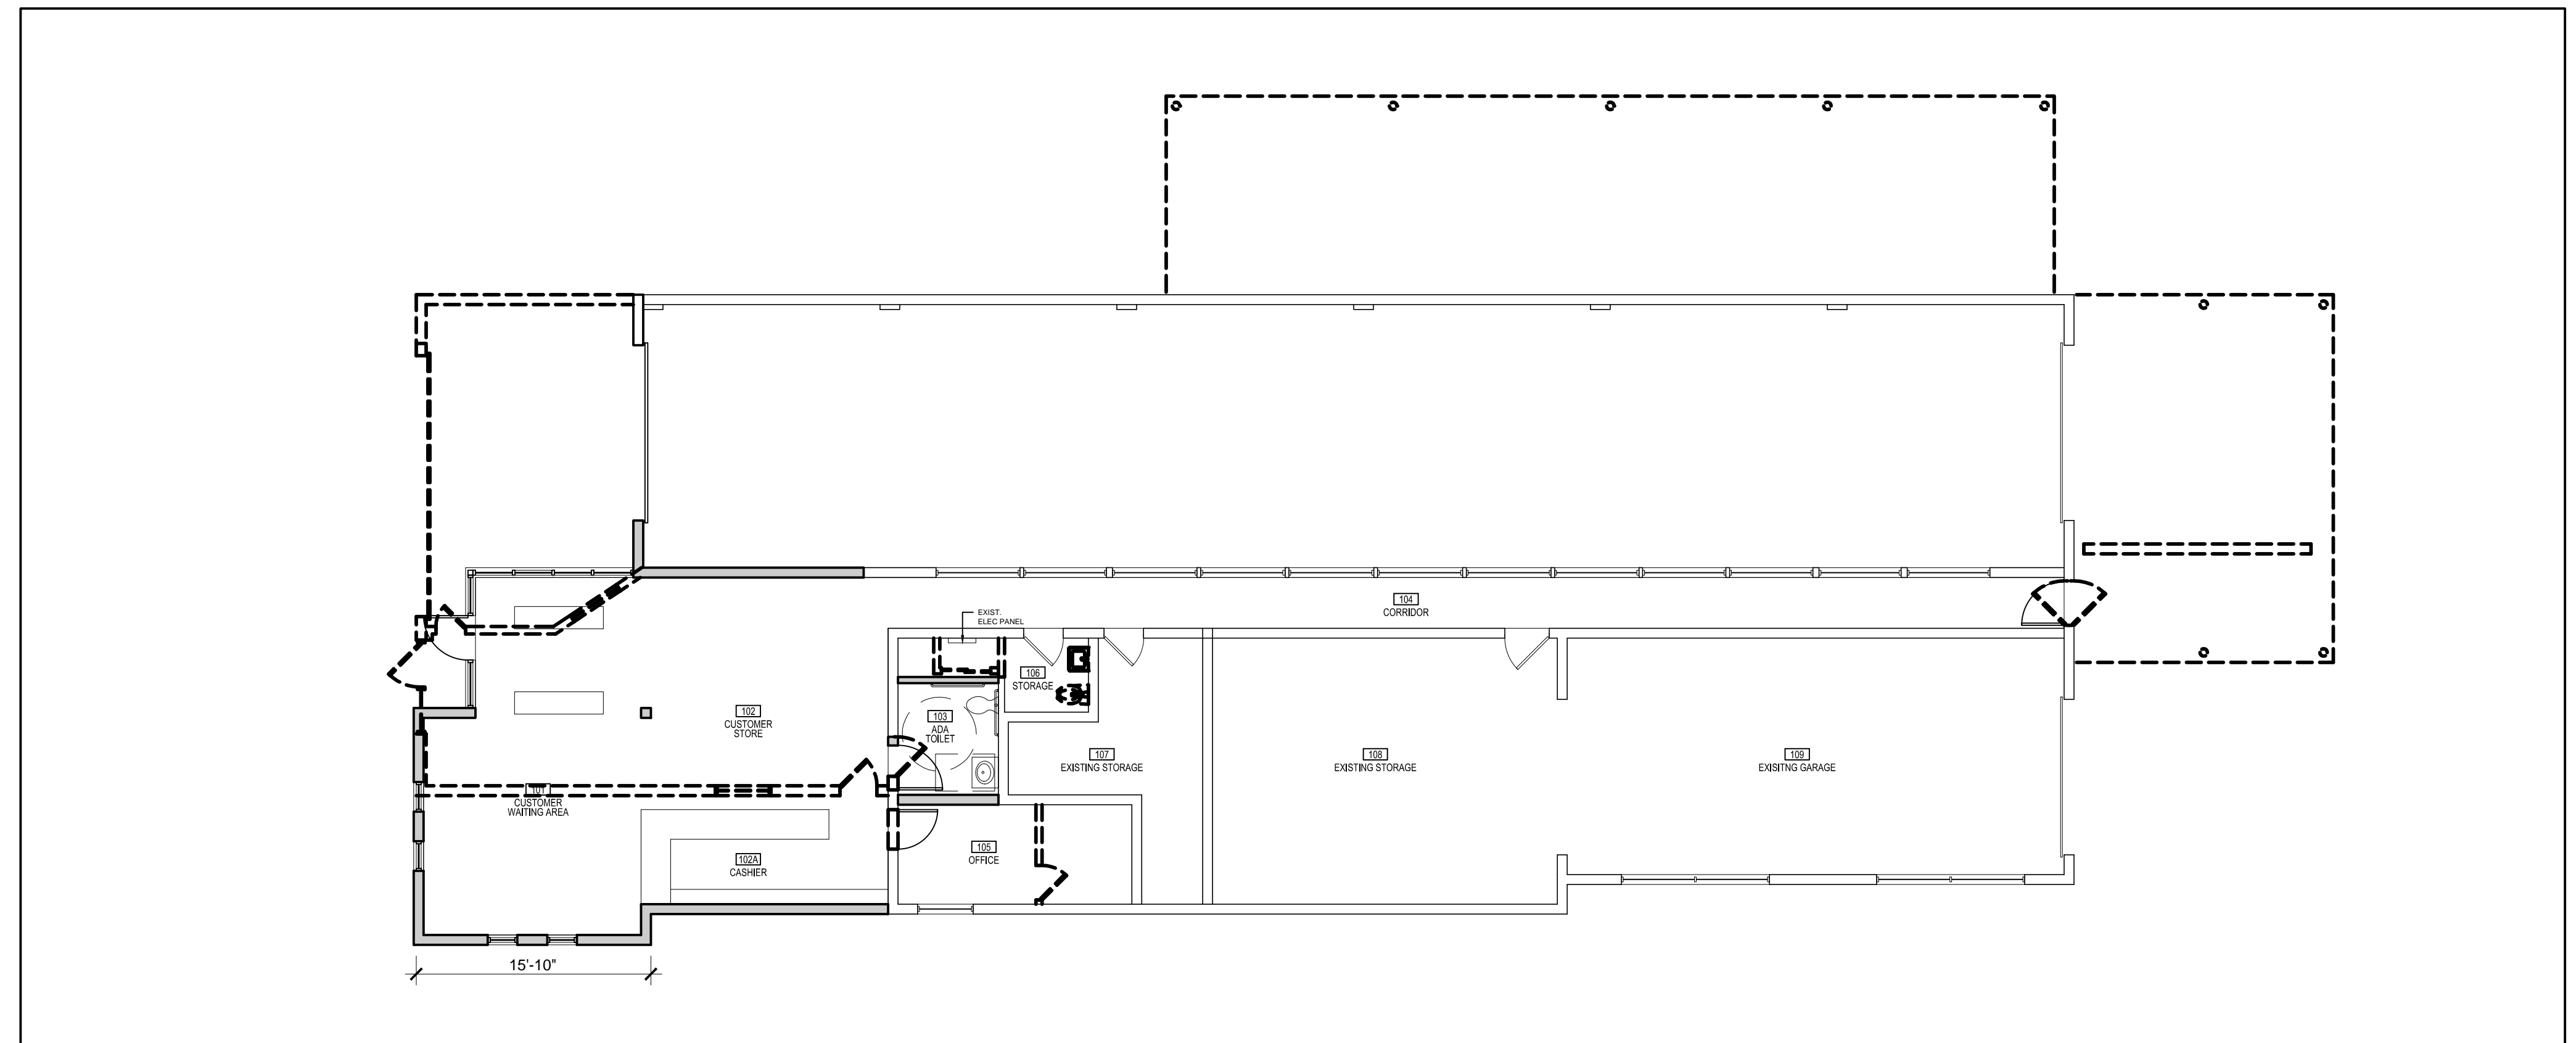 104
CORRIDOR
EXIST.
ELEC PANEL
106
STORAGE
102
CUSTOMER
STORE
103
ADA
TOILET
107
EXISTING STORAGE
108
EXISTING STORAGE
109
EXISITNG GARAGE
101
CUSTOMER
WAITING AREA
102A
CASHIER
105
OFFICE
15'-10"